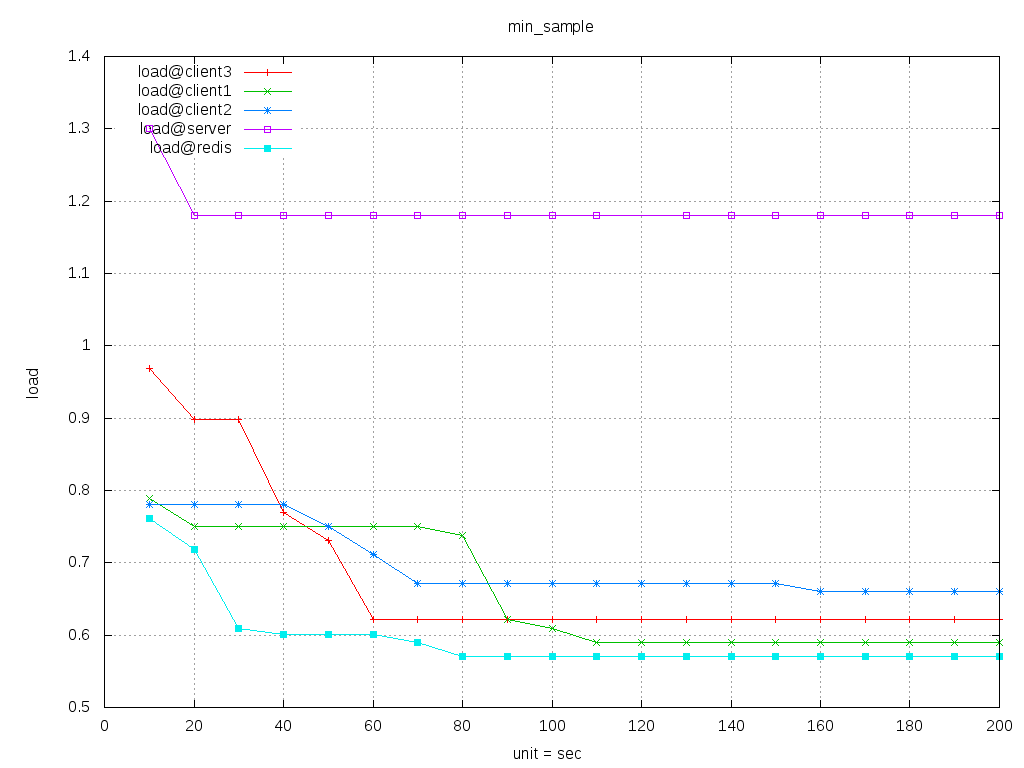 min_sample
1.4
1.3
1.2
1.1
1
0.9
0.8
0.7
0.6
0.5
load
load@client3
load@client1
load@client2
load@server
load@redis
0 20 40 60 80 100 120 140 160 180 200
unit = sec